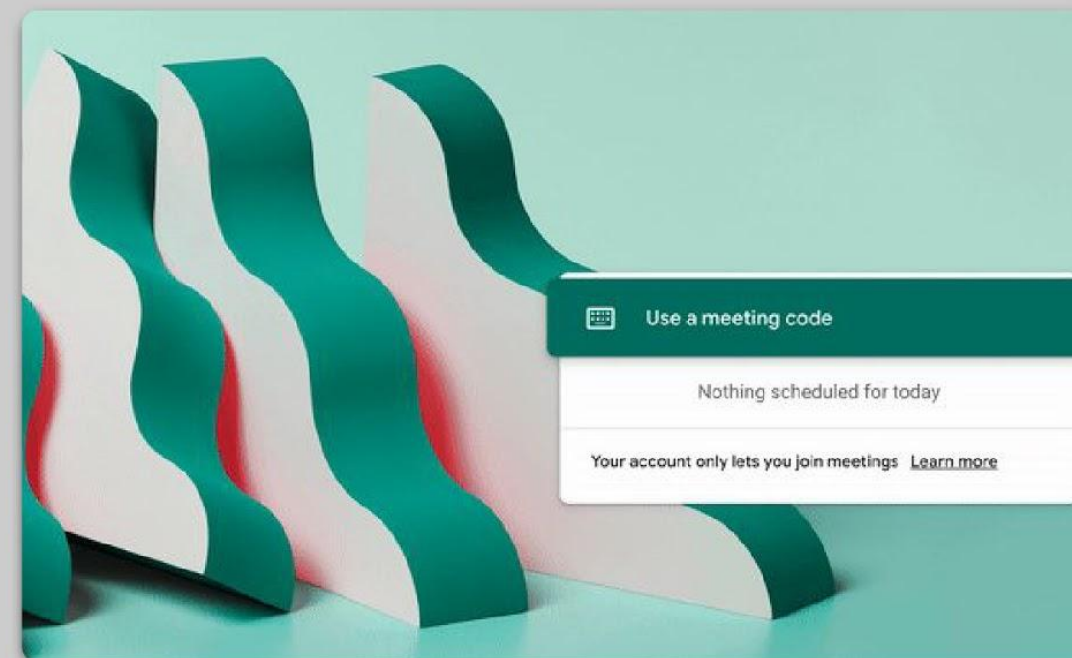 Use a meeting code
Nothing scheduled for today
Your account only lets you join meetings Learn more